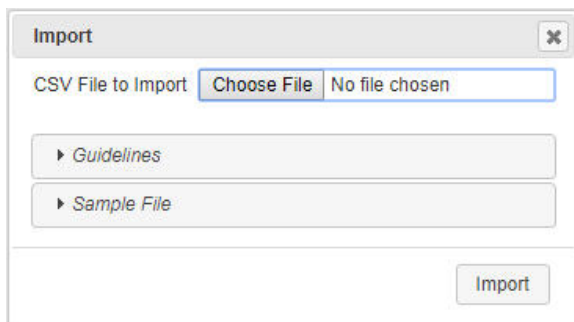 Import
CSV File to Import Choose File No file chosen
Guidelines
Sample File
Import